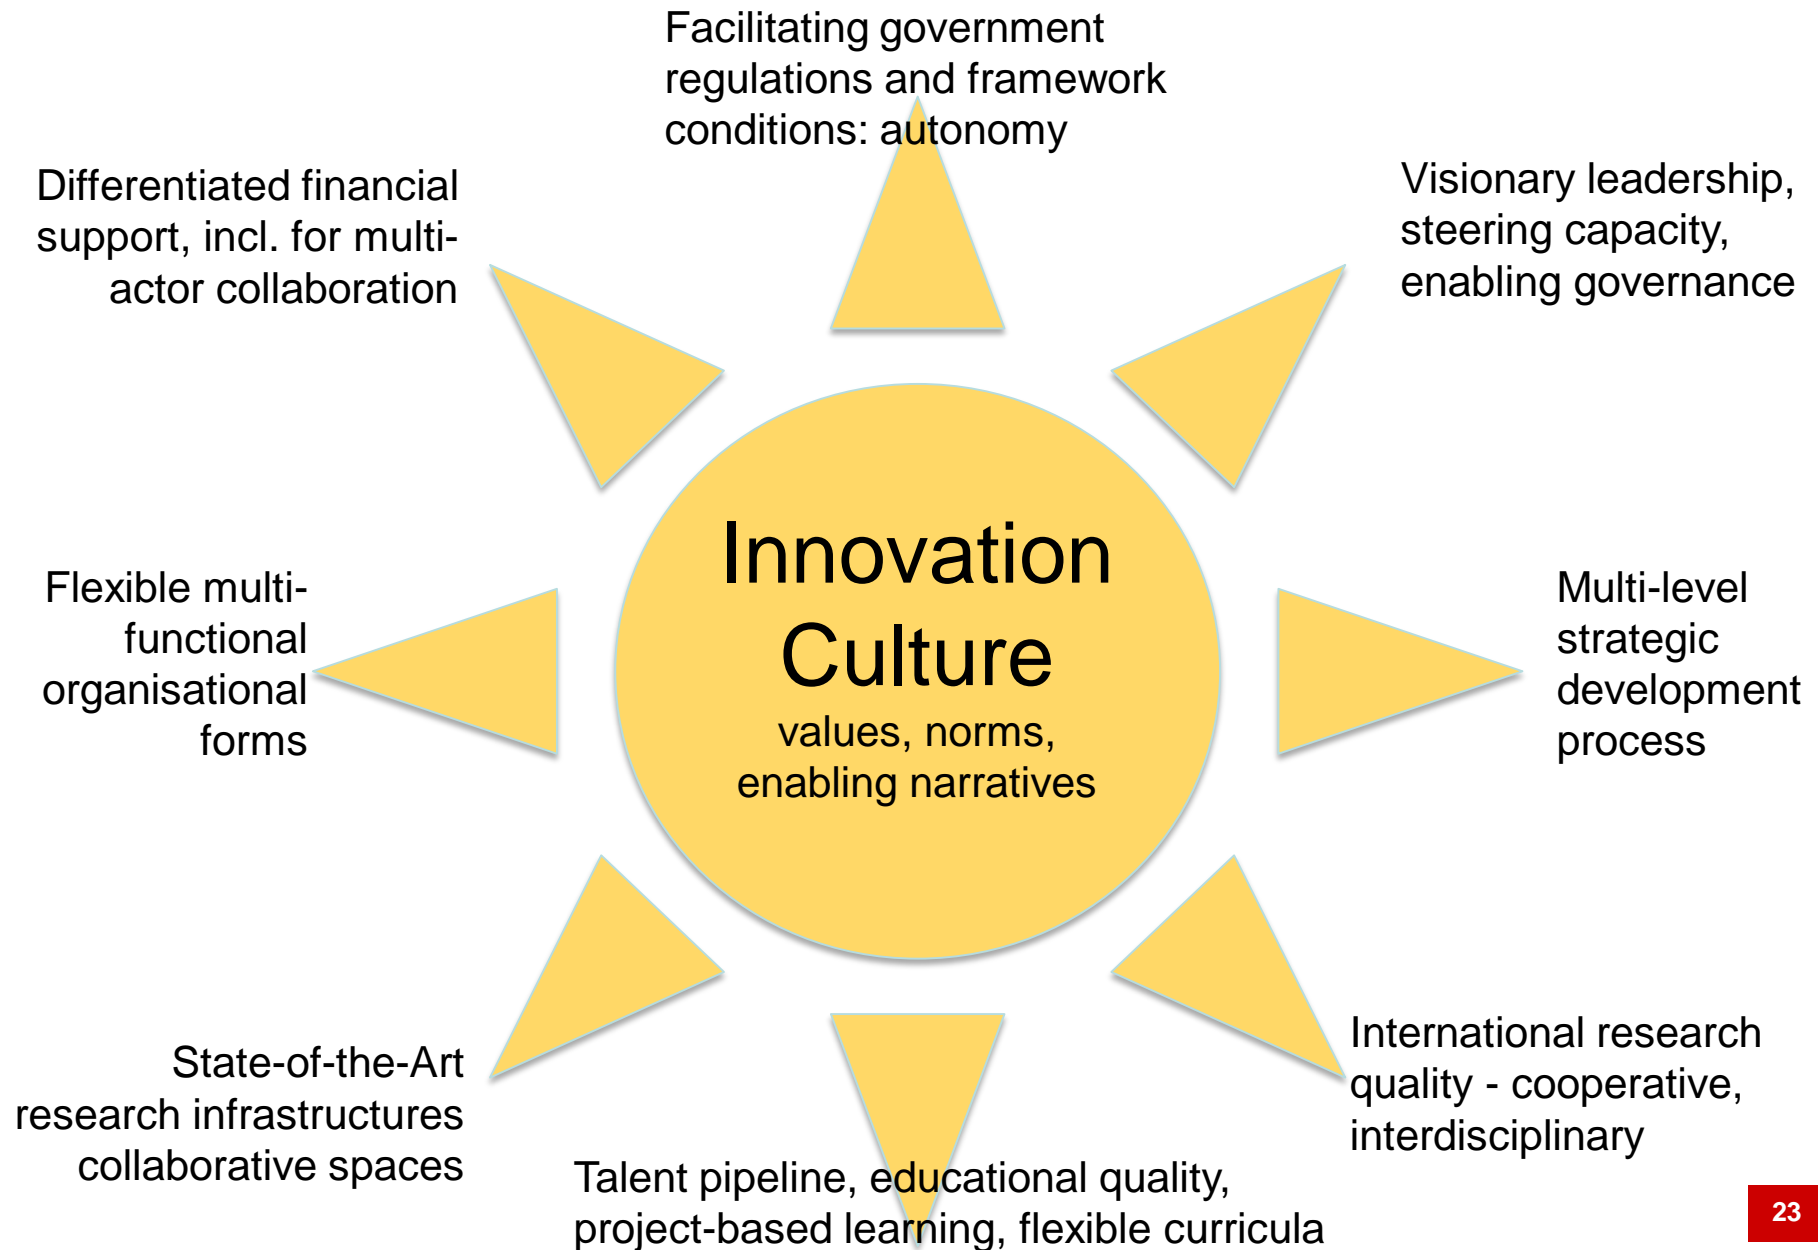 Facilitating government
regulations and framework
conditions: autonomy
Differentiated financial
support, incl. for multi-
actor collaboration
Visionary leadership,
steering capacity,
enabling governance
Flexible multi-
functional
organisational
forms
Innovation
Culture
values, norms,
enabling narratives
Multi-level
strategic
development
process
State-of-the-Art
research infrastructures
collaborative spaces
International research
quality - cooperative,
interdisciplinary
Talent pipeline, educational quality,
project-based learning, flexible curricula
23